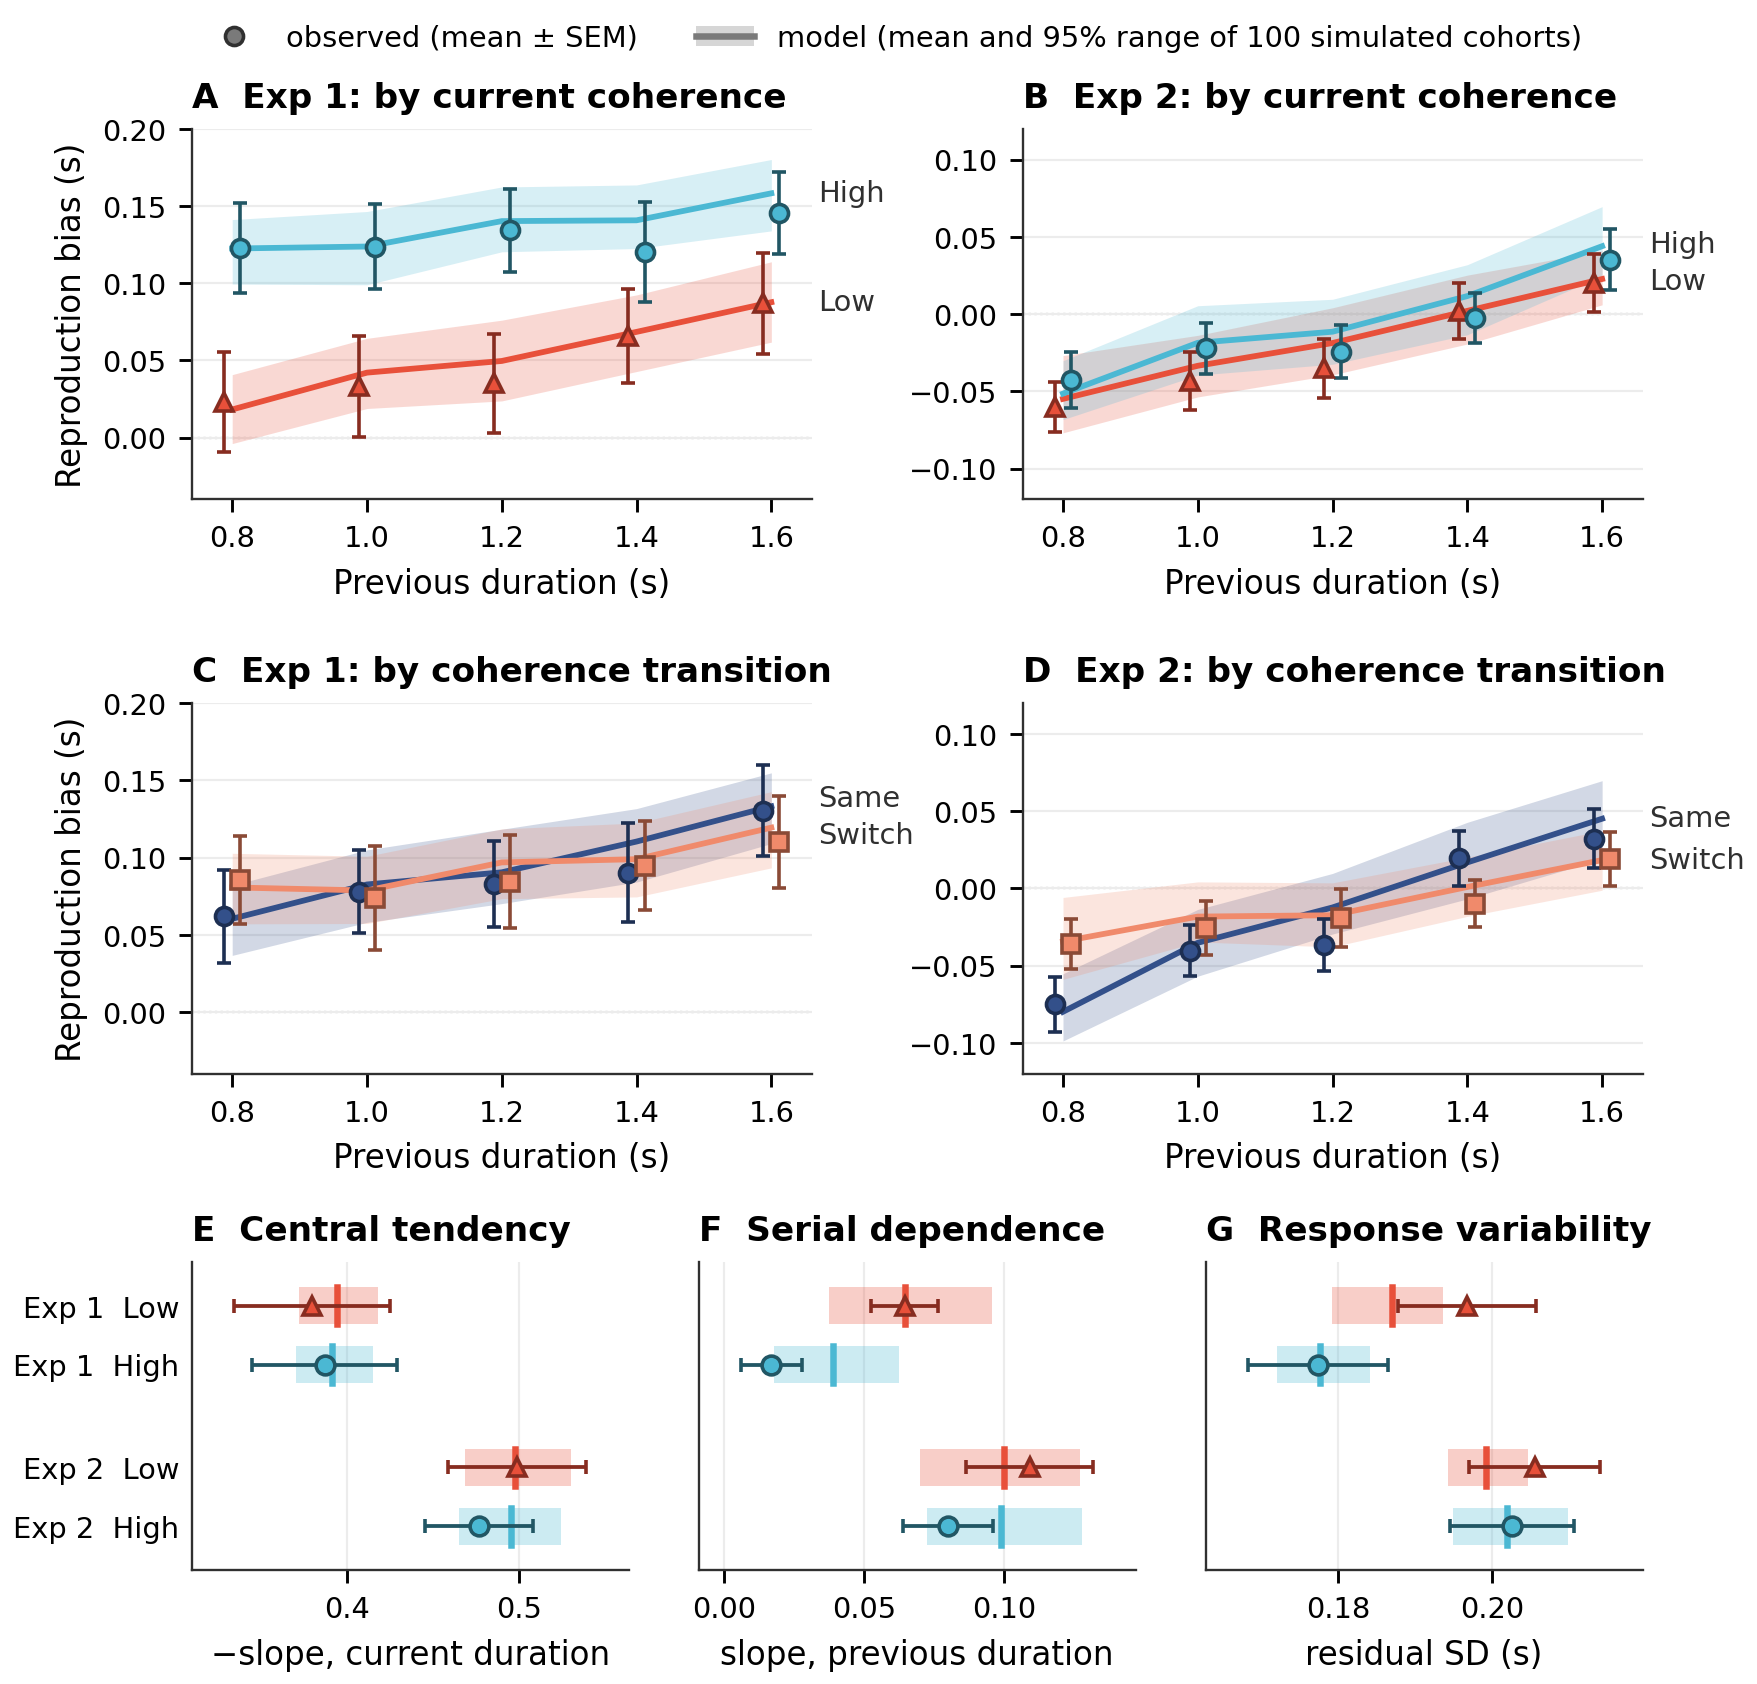 observed (mean ± SEM)
model (mean and 95% range of 100 simulated cohorts)
A Exp 1: by current coherence
Reproduction bias (s)
0.20
0.15
0.10
0.05
0.00
High
Low
0.8 1.0 1.2 1.4 1.6
Previous duration (s)
B Exp 2: by current coherence
0.10
0.05
0.00
−0.05
−0.10
High
Low
0.8 1.0 1.2 1.4 1.6
Previous duration (s)
C Exp 1: by coherence transition
Reproduction bias (s)
0.20
0.15
0.10
0.05
0.00
Same
Switch
0.8 1.0 1.2 1.4 1.6
Previous duration (s)
D Exp 2: by coherence transition
0.10
0.05
0.00
−0.05
−0.10
Same
Switch
0.8 1.0 1.2 1.4 1.6
Previous duration (s)
E Central tendency
Exp 1 Low
Exp 1 High
Exp 2 Low
Exp 2 High
0.4 0.5
−slope, current duration
F Serial dependence
0.00 0.05 0.10
slope, previous duration
G Response variability
0.18 0.20
residual SD (s)